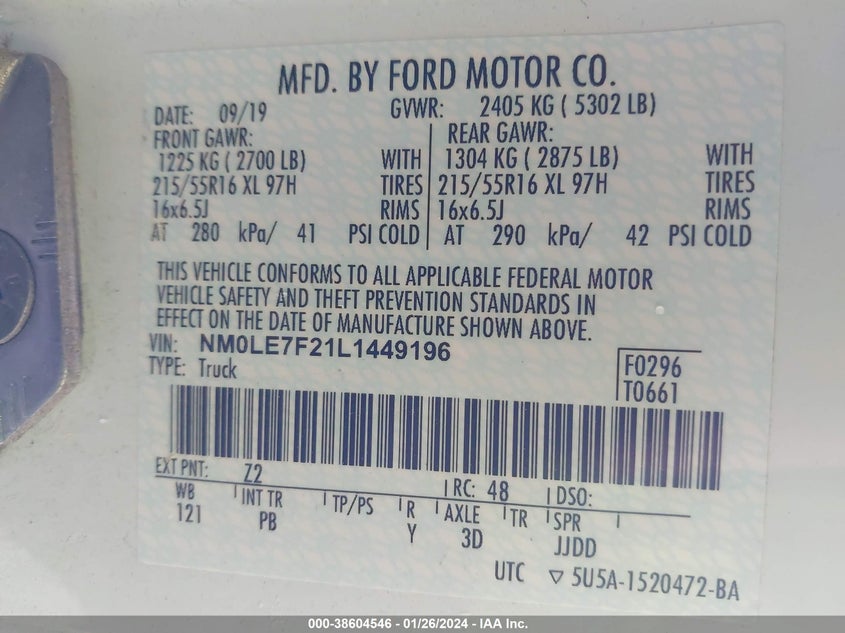 MFD. BY FORD MOTOR CO.
DATE: 09/19 GVWR: 2405 KG ( 5302 LB)
FRONT GAWR: REAR GAWR:
1225 KG ( 2700 LB) WITH 1304 KG ( 2875 LB) WITH
215/55R16 XL 97H TIRES 215/55R16 XL 97H TIRES
16x6.5J RIMS 16x6.5J RIMS
AT 280 kPa/ 41 PSI COLD AT 290 kPa/ 42 PSI COLD
THIS VEHICLE CONFORMS TO ALL APPLICABLE FEDERAL MOTOR
VEHICLE SAFETY AND THEFT PREVENTION STANDARDS IN
EFFECT ON THE DATE OF MANUFACTURE SHOWN ABOVE.
VIN: NM0LE7F21L1449196
TYPE: Truck
F0296
T0661
EXT PNT: Z2 RC: 48 DSO:
WB INT TR TP/PS R AXLE TR SPR
121 PB Y 3D JJDD
UTC ▽ 5U5A-1520472-BA
000-38604546 - 01/26/2024 - IAA Inc.